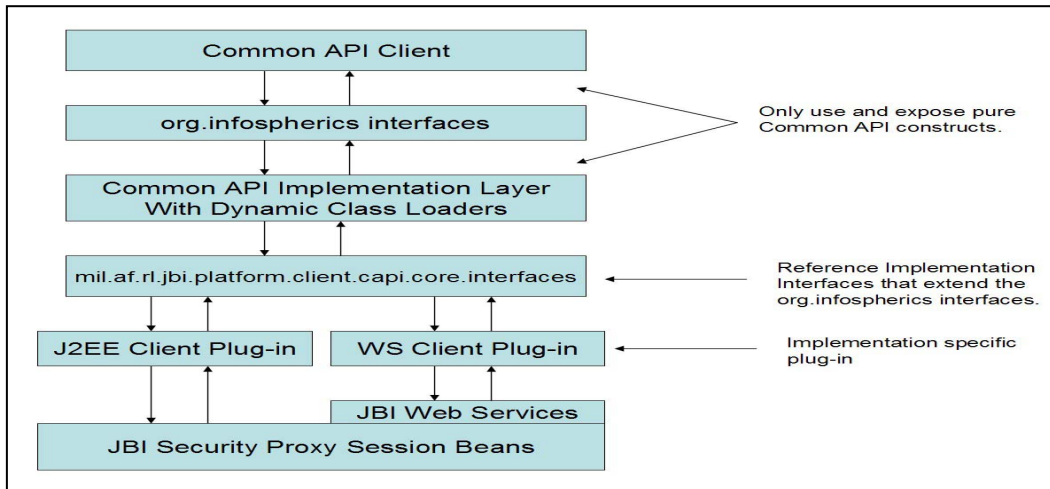 Common API Client
org.infospherics interfaces
Only use and expose pure
Common API constructs.
Common API Implementation Layer
With Dynamic Class Loaders
mil.af.rl.jbi.platform.client.capi.core.interfaces
Reference Implementation
Interfaces that extend the
org.infospherics interfaces.
J2EE Client Plug-in
WS Client Plug-in
Implementation specific
plug-in
JBI Web Services
JBI Security Proxy Session Beans